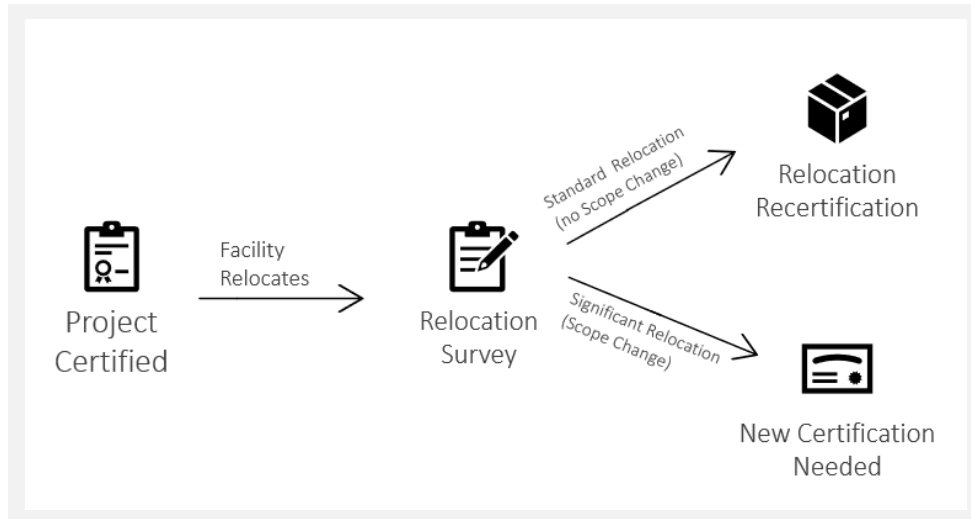 Project
Certified
Facility
Relocates
Relocation
Survey
Standard Relocation
(no Scope Change)
Relocation
Recertification
Significant Relocation
(Scope Change)
New Certification
Needed